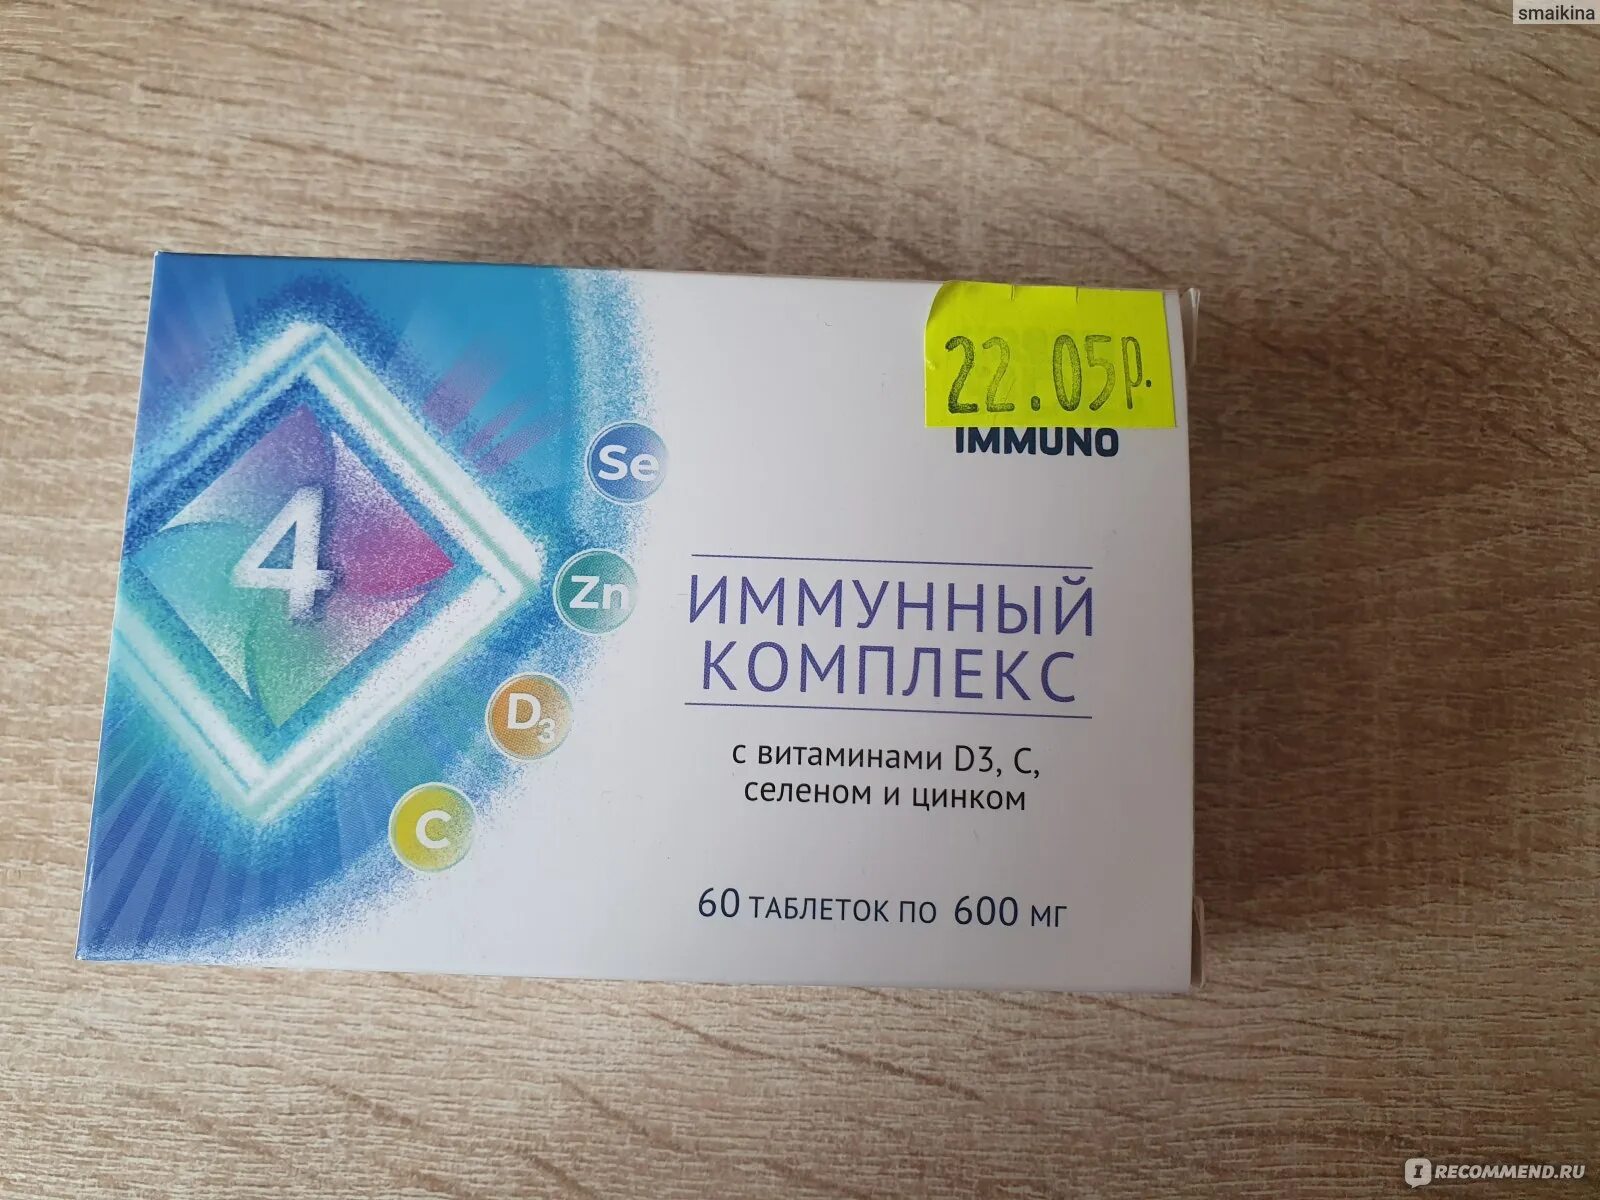 smaikina
22.05р.
IMMUNO
4
Se
Zn
D3
C
ИММУННЫЙ
КОМПЛЕКС
с витаминами D3, C,
селеном и цинком
60 ТАБЛЕТОК ПО 600 МГ
IRECOMMEND.RU